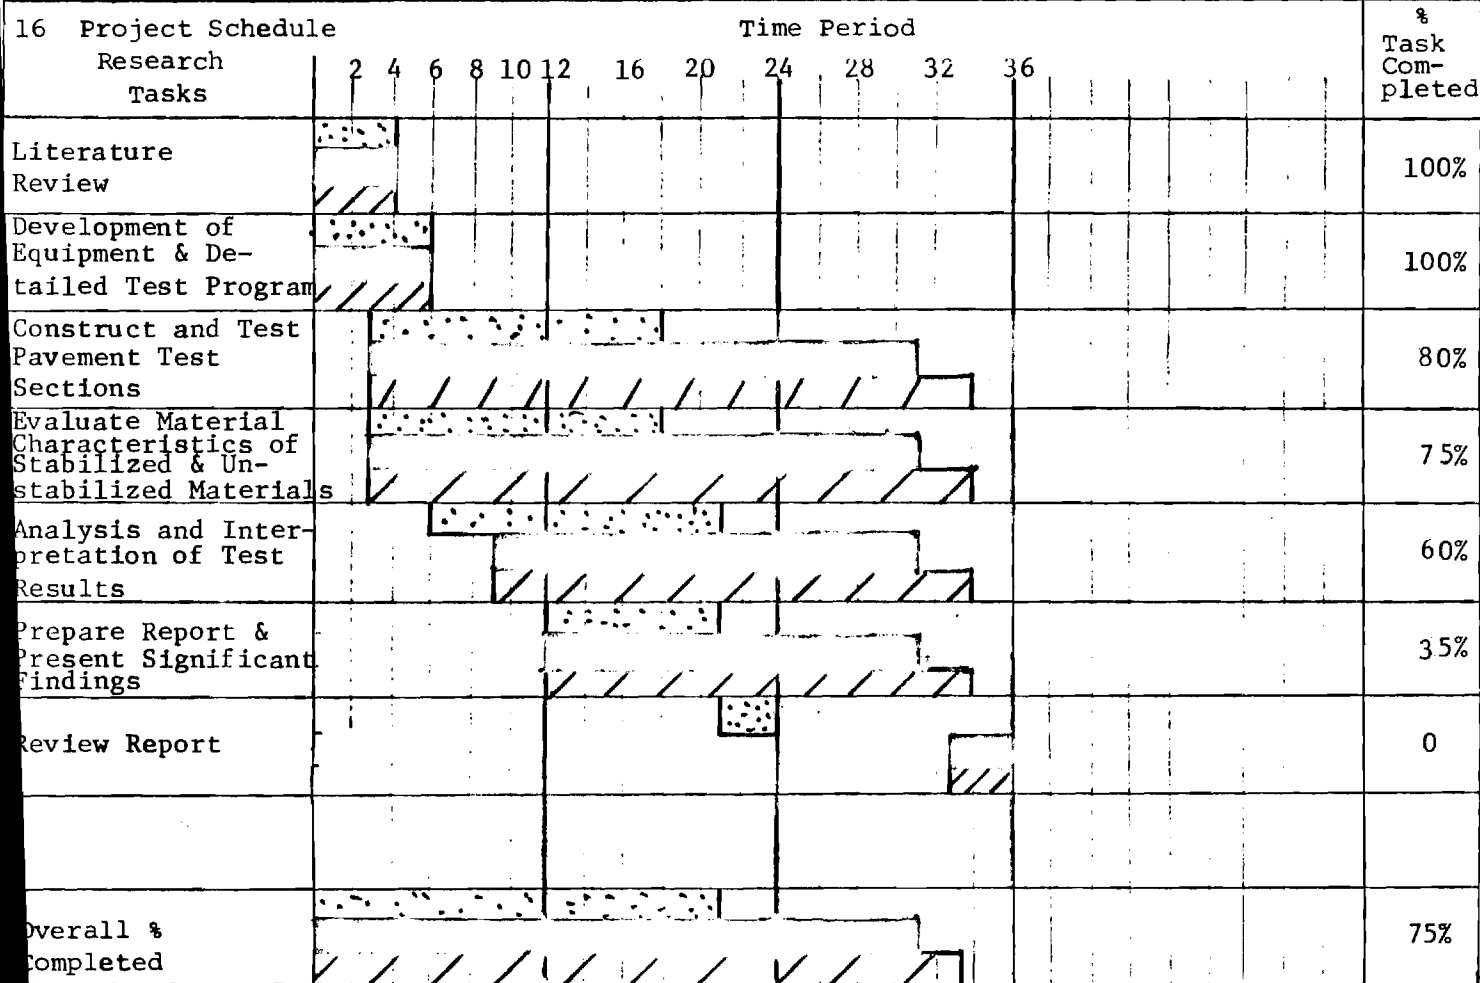 16 Project Schedule
Research
Tasks
Time Period
2 4 6 8 10 12 16 20 24 28 32 36
%
Task
Com-
pleted
Literature
Review
100%
Development of
Equipment & De-
tailed Test Program
100%
Construct and Test
Pavement Test
Sections
80%
Evaluate Material
Characteristics of
Stabilized & Un-
stabilized Materials
75%
Analysis and Inter-
pretation of Test
Results
60%
Prepare Report &
Present Significant
Findings
35%
Review Report
0
Overall %
Completed
75%